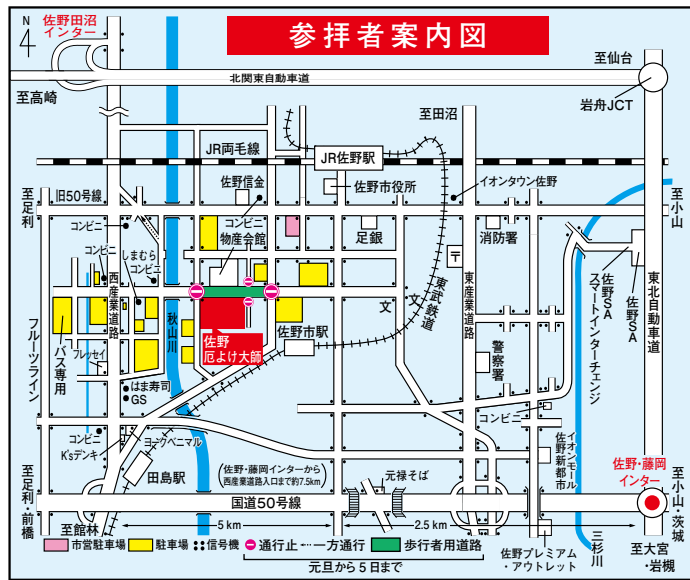 N
4
佐野田沼
インター
参拝者案内図
至仙台
北関東自動車道
至高崎
岩舟JCT
至田沼
JR両毛線
JR佐野駅
佐野信金
佐野市役所
イオンタウン佐野
至足利
旧50号線
至小山
コンビニ
コンビニ
物産会館
足銀
消防署
コンビニ
しまむら
コンビニ
〒
西産業道路
東武鉄道
東産業道路
佐野SA
スマートインターチェンジ
佐野SA
東北自動車道
文
文
フルーツライン
バス専用
秋山川
佐野
厄よけ大師
佐野市駅
フレッセイ
警察署
はま寿司
GS
コンビニ
コンビニ
K'sデンキ
ヨークベニマル
イオンモール
佐野新都市
佐野・藤岡
インター
田島駅
(佐野・藤岡インターから
西産業道路入口まで約7.5km)
元禄そば
至足利・前橋
国道50号線
至小山・茨城
至館林
5 km
2.5 km
三杉川
市営駐車場
駐車場
信号機
通行止
一方通行
歩行者用道路
元旦から5日まで
佐野プレミアム
・アウトレット
至大宮
・岩槻